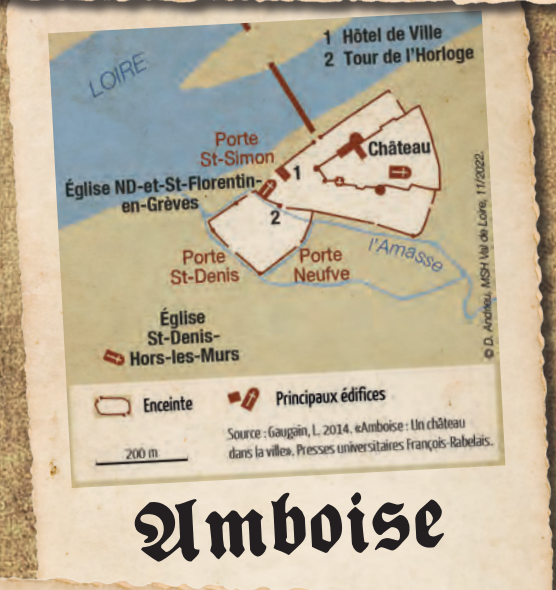 LOIRE
1 Hôtel de Ville
2 Tour de l'Horloge
Porte
St-Simon
Château
1
Église ND-et-St-Florentin-
en-Grèves
2
l'Amasse
Porte
St-Denis
Porte
Neufve
Église
St-Denis-
Hors-les-Murs
© D. Andrieu, MSH Val de Loire, 11/2022.
Enceinte
Principaux édifices
200 m
Source : Gaugain, L. 2014. «Amboise : Un château
dans la ville». Presses universitaires François-Rabelais.
Amboise